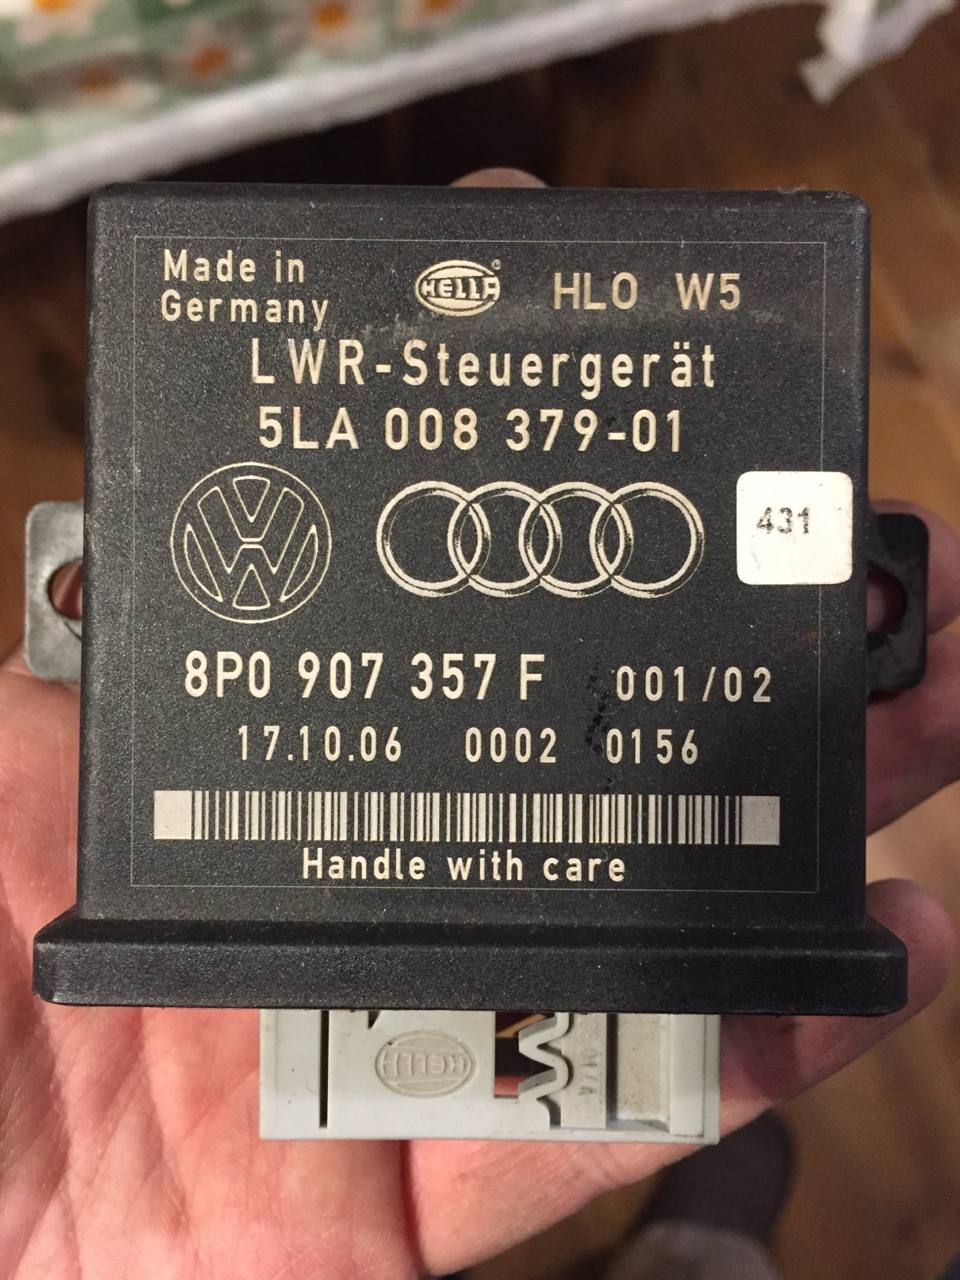 Made in
Germany
HELLA®
HLO W5
LWR-Steuergerät
5LA 008 379-01
431
8P0 907 357 F 001/02
17.10.06 0002 0156
Handle with care
HELLA